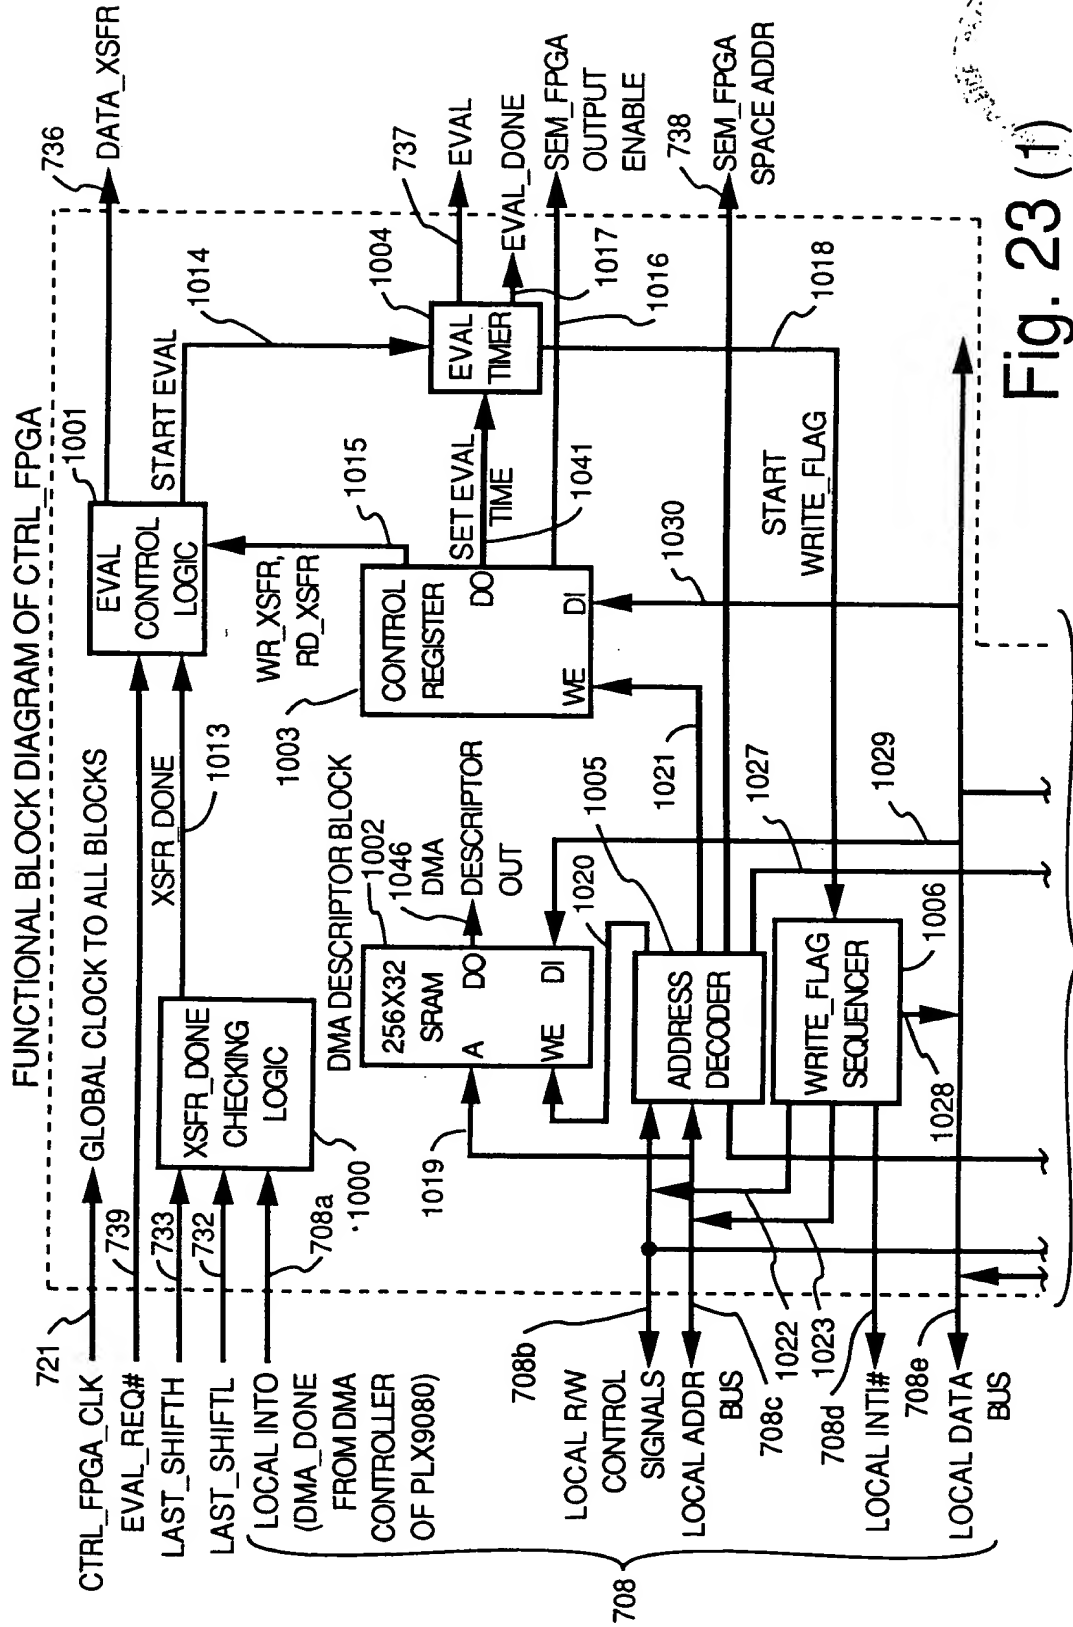 FUNCTIONAL BLOCK DIAGRAM OF CTRL_FPGA
CTRL_FPGA_CLK
721
GLOBAL CLOCK TO ALL BLOCKS
EVAL_REQ#
739
LAST_SHIFTH
733
LAST_SHIFTL
732
LOCAL INTO
(DMA_DONE
FROM DMA
CONTROLLER
OF PLX9080)
708a
1000
XSFR_DONE
CHECKING
LOGIC
XSFR DONE
1013
EVAL
CONTROL
LOGIC
1001
736
DATA_XSFR
START EVAL
1014
WR_XSFR,
RD_XSFR
1015
1003
CONTROL
REGISTER
DO
WE
DI
SET EVAL
TIME
1041
EVAL
TIMER
1004
737
EVAL
EVAL_DONE
1017
1016
SEM_FPGA
OUTPUT
ENABLE
738
SEM_FPGA
SPACE ADDR
1018
START
WRITE_FLAG
1030
DMA DESCRIPTOR BLOCK
1002
256X32
SRAM
A
DO
WE
DI
1046
DMA
DESCRIPTOR
OUT
1019
1020
1005
1021
1027
1029
ADDRESS
DECODER
WRITE_FLAG
SEQUENCER
1006
1028
708b
LOCAL R/W
CONTROL
SIGNALS
LOCAL ADDR
BUS
708c
1022
1023
708d
LOCAL INTI#
708e
LOCAL DATA
BUS
708
Fig. 23 (1)